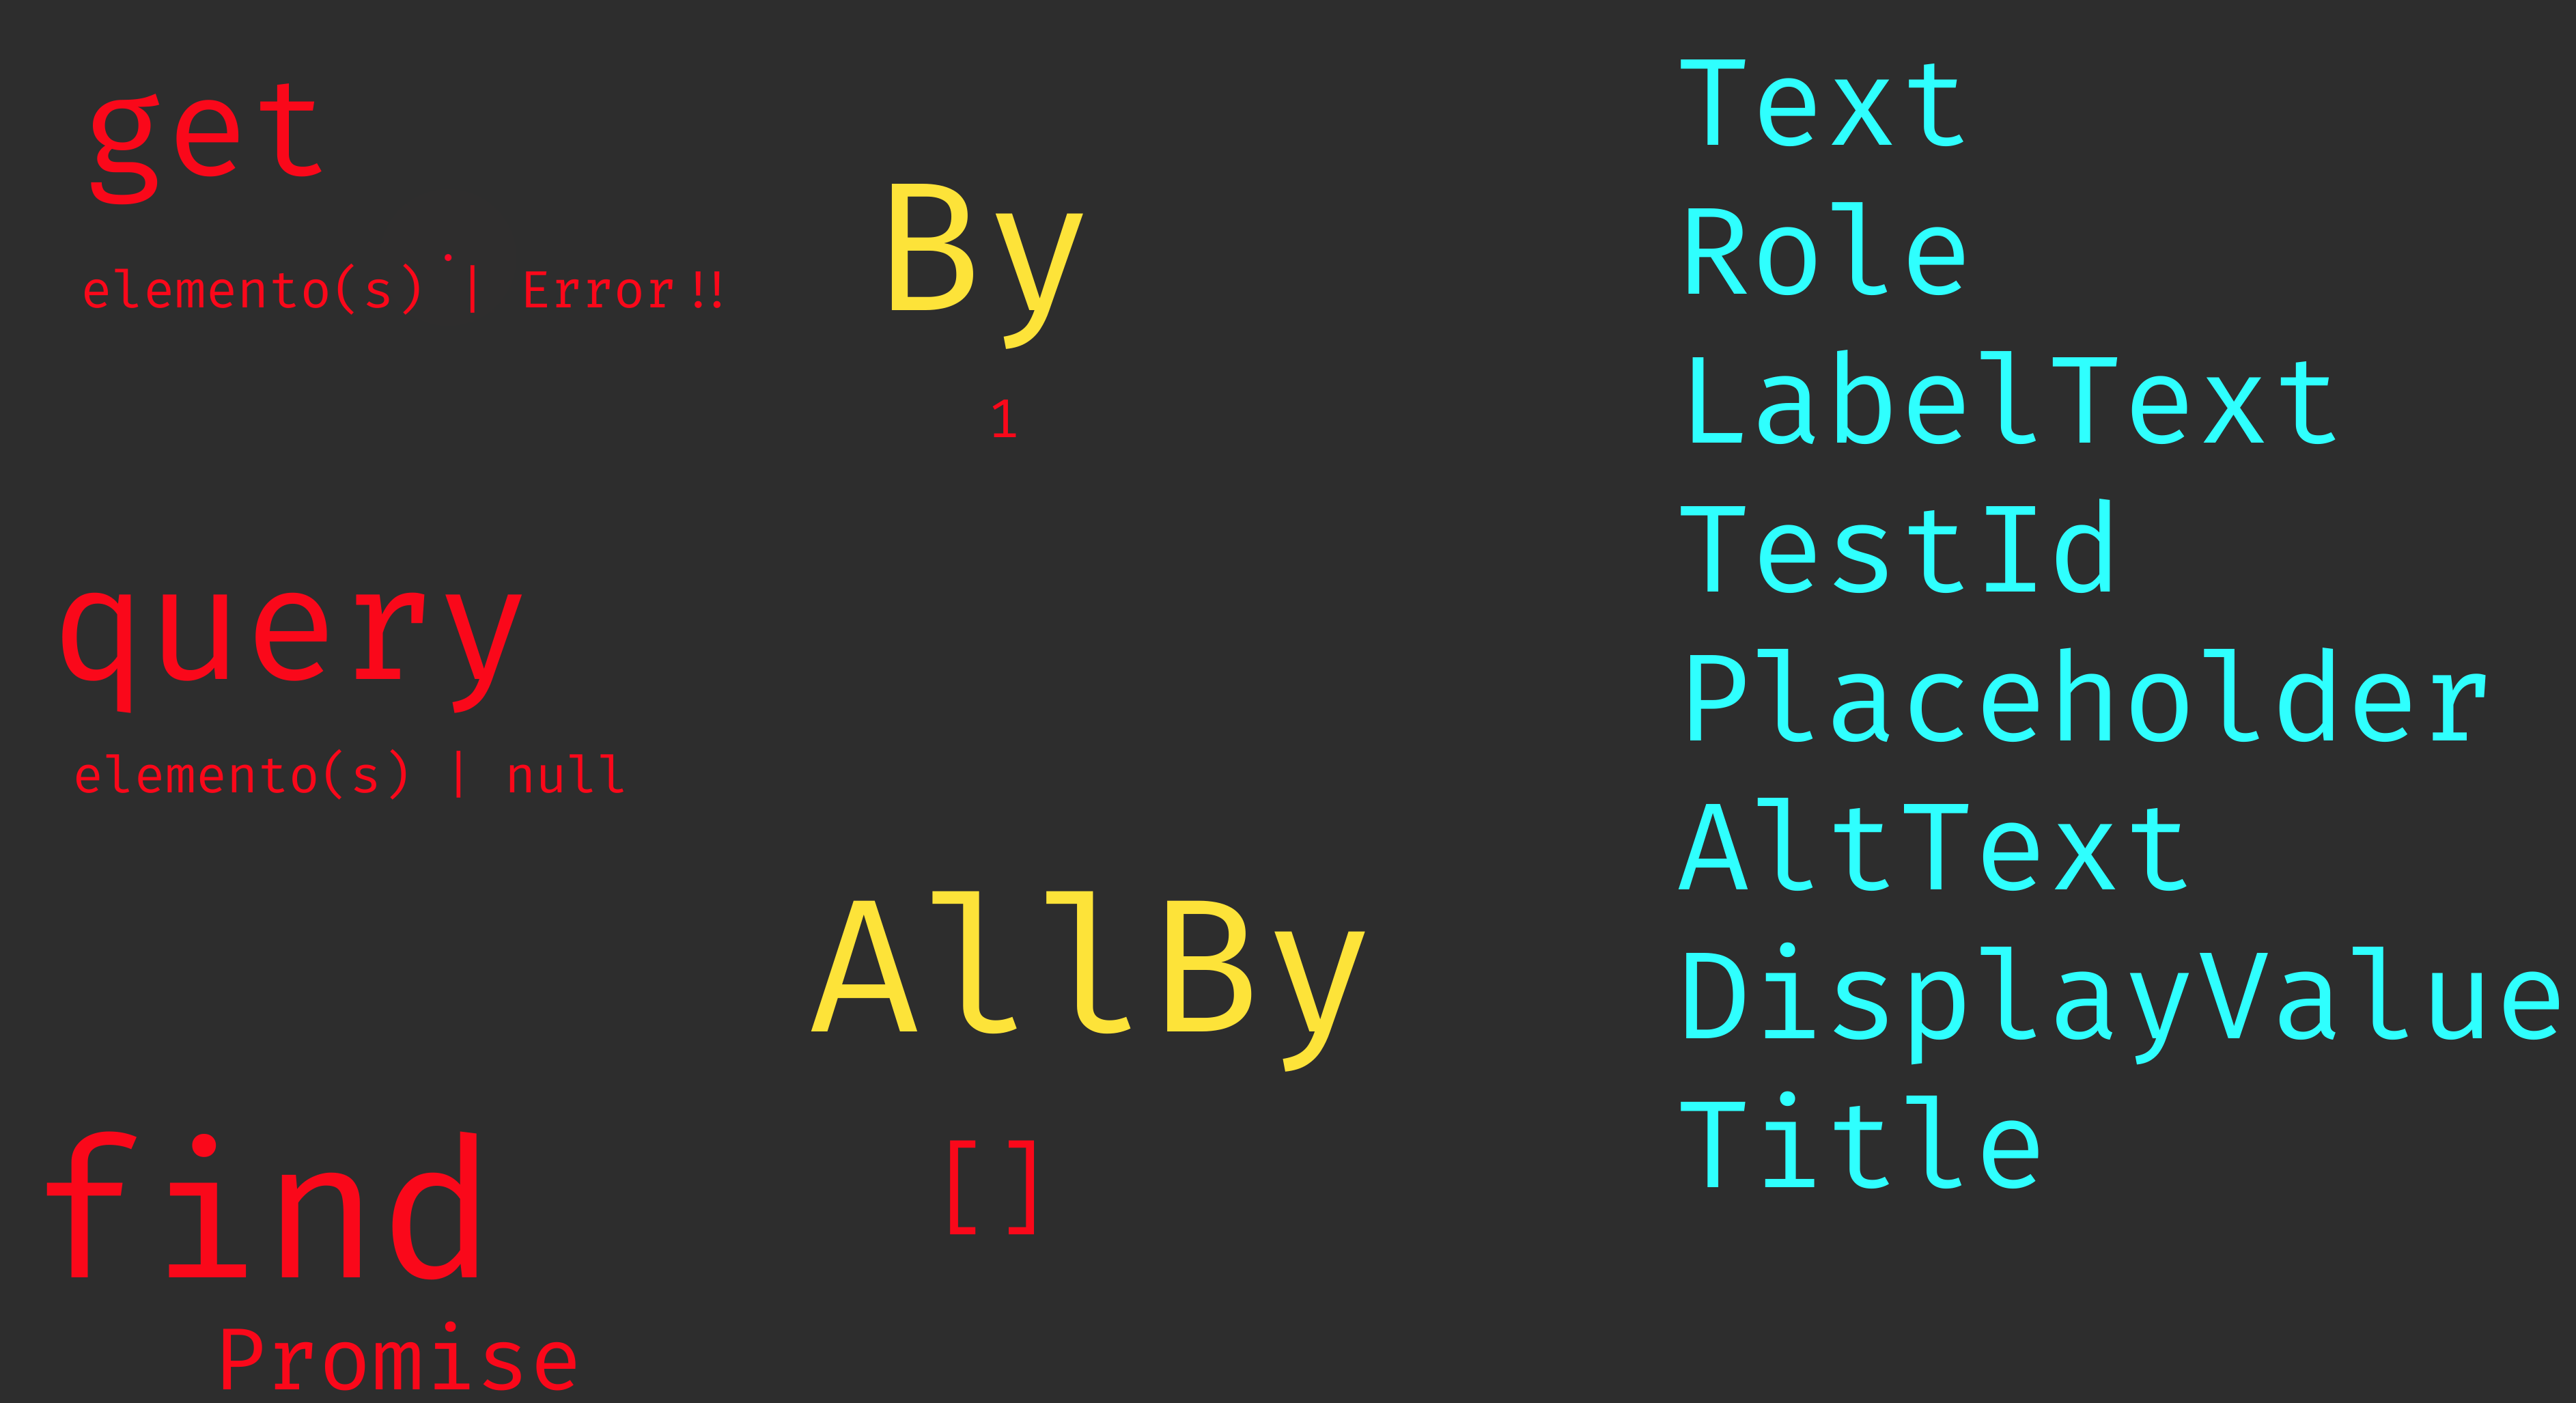 get
elemento(s) | Error!!
query
elemento(s) | null
find
Promise
By
1
AllBy
[]
Text
Role
LabelText
TestId
Placeholder
AltText
DisplayValue
Title